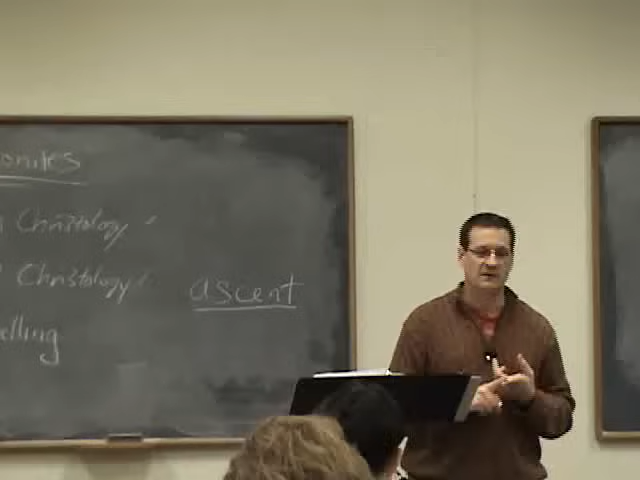 onites
Christology
Christology
ascent
elling